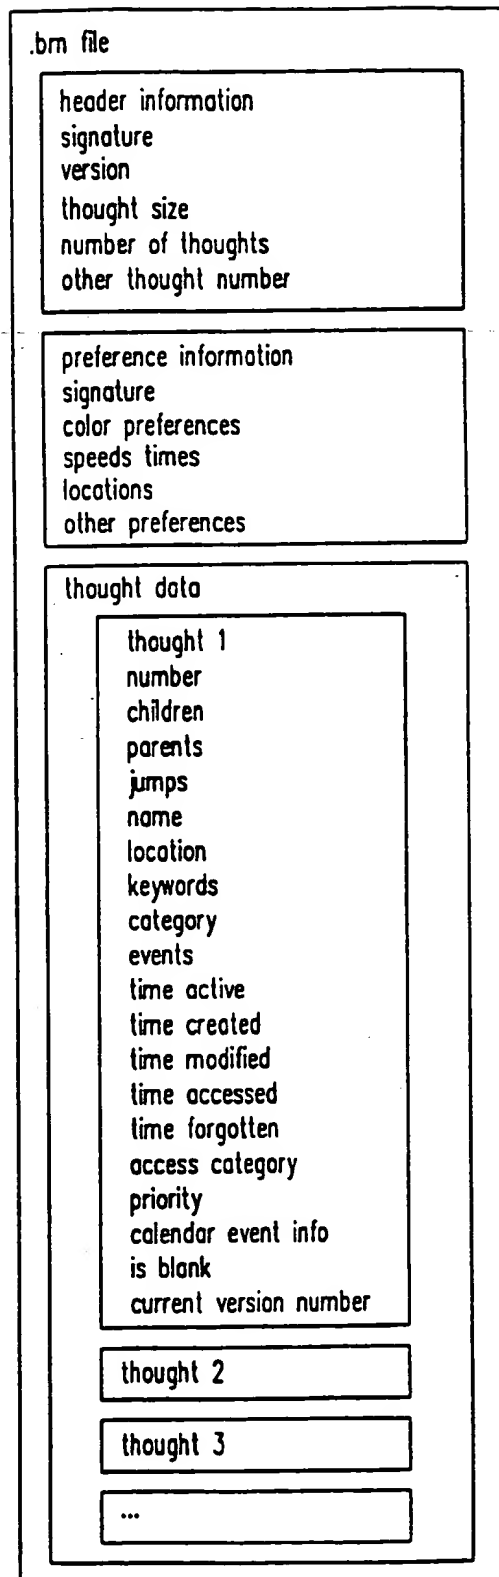 .brn file
header information
signature
version
thought size
number of thoughts
other thought number
preference information
signature
color preferences
speeds times
locations
other preferences
thought data
thought 1
number
children
parents
jumps
name
location
keywords
category
events
time active
time created
time modified
time accessed
time forgotten
access category
priority
calendar event info
is blank
current version number
thought 2
thought 3
...